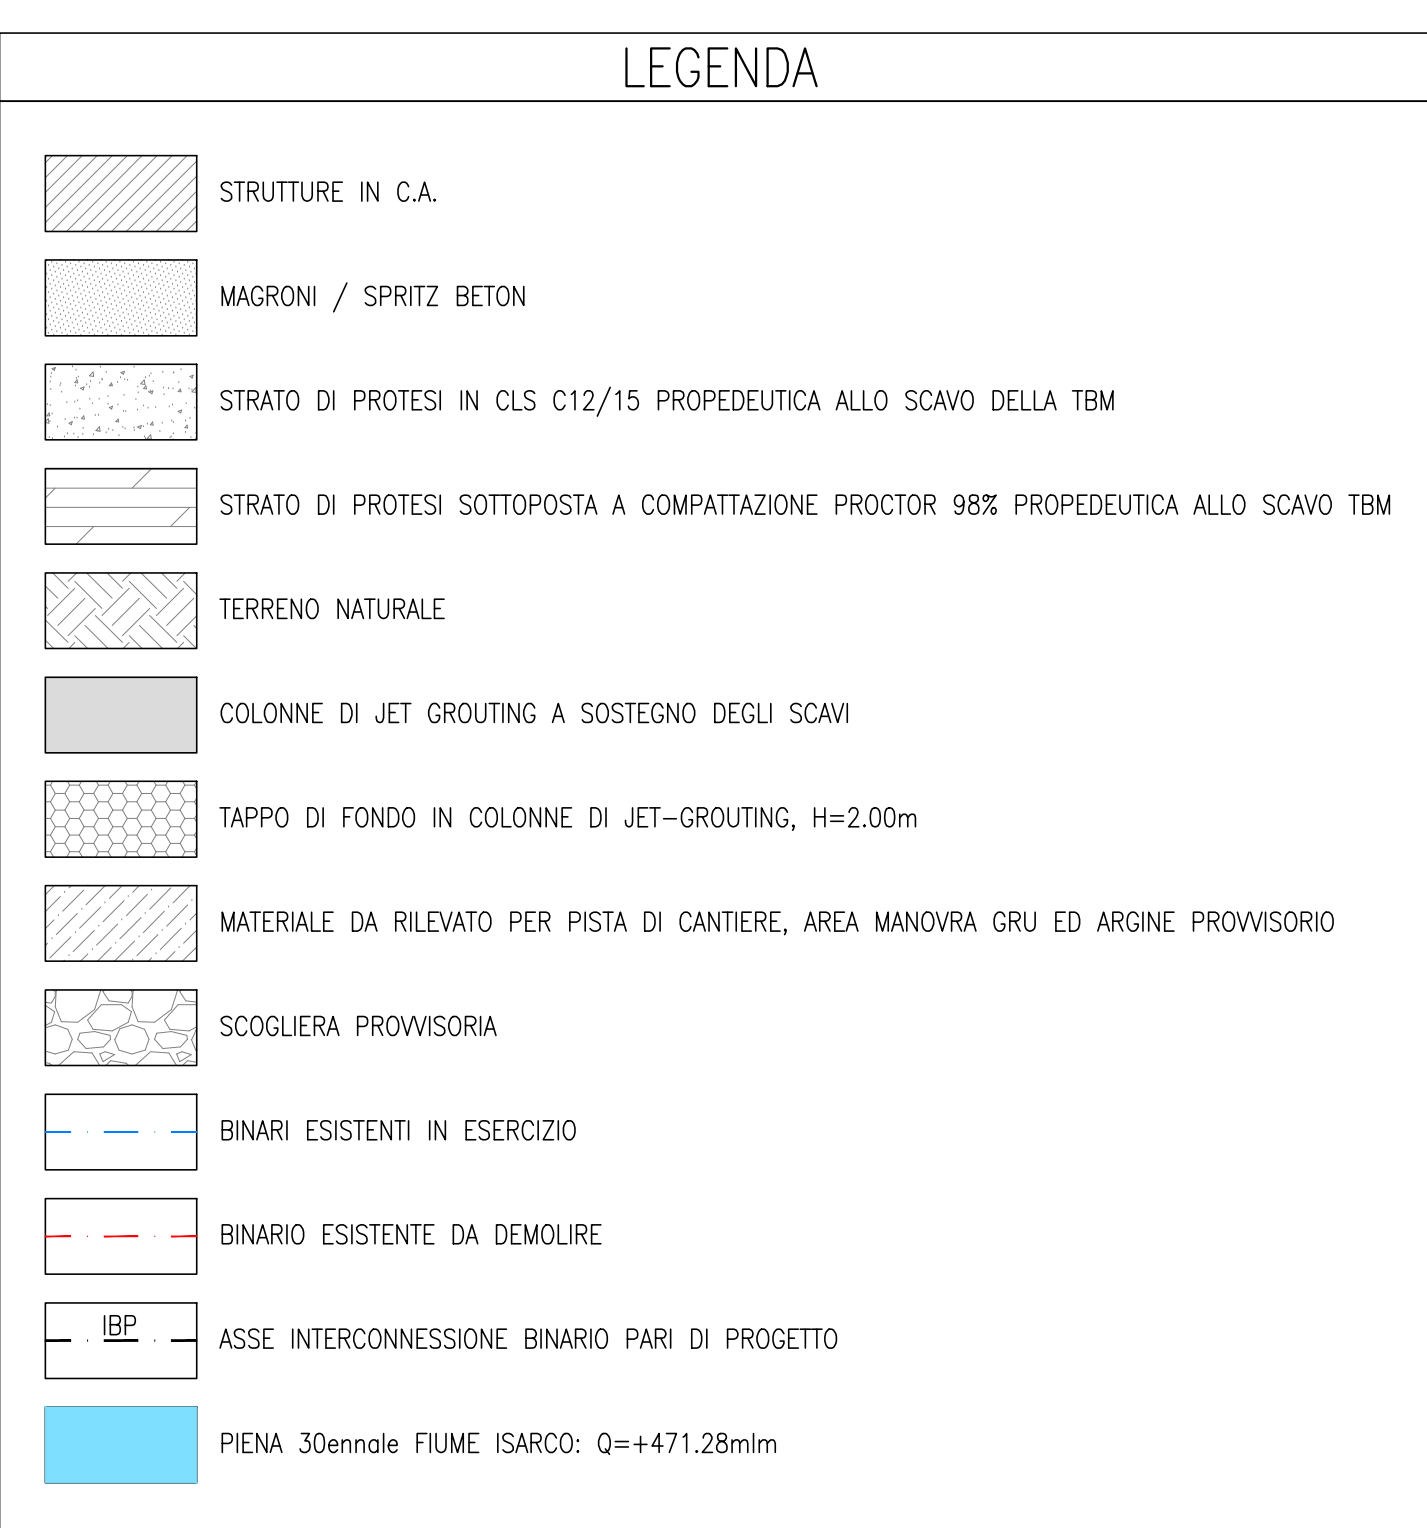 LEGENDA
STRUTTURE IN C.A.
MAGRONI / SPRITZ BETON
STRATO DI PROTESI IN CLS C12/15 PROPEDEUTICA ALLO SCAVO DELLA TBM
STRATO DI PROTESI SOTTOPOSTA A COMPATTAZIONE PROCTOR 98% PROPEDEUTICA ALLO SCAVO TBM
TERRENO NATURALE
COLONNE DI JET GROUTING A SOSTEGNO DEGLI SCAVI
TAPPO DI FONDO IN COLONNE DI JET-GROUTING, H=2.00m
MATERIALE DA RILEVATO PER PISTA DI CANTIERE, AREA MANOVRA GRU ED ARGINE PROVVISORIO
SCOGLIERA PROVVISORIA
BINARI ESISTENTI IN ESERCIZIO
BINARIO ESISTENTE DA DEMOLIRE
IBP
ASSE INTERCONNESSIONE BINARIO PARI DI PROGETTO
PIENA 30ennale FIUME ISARCO: Q=+471.28mlm